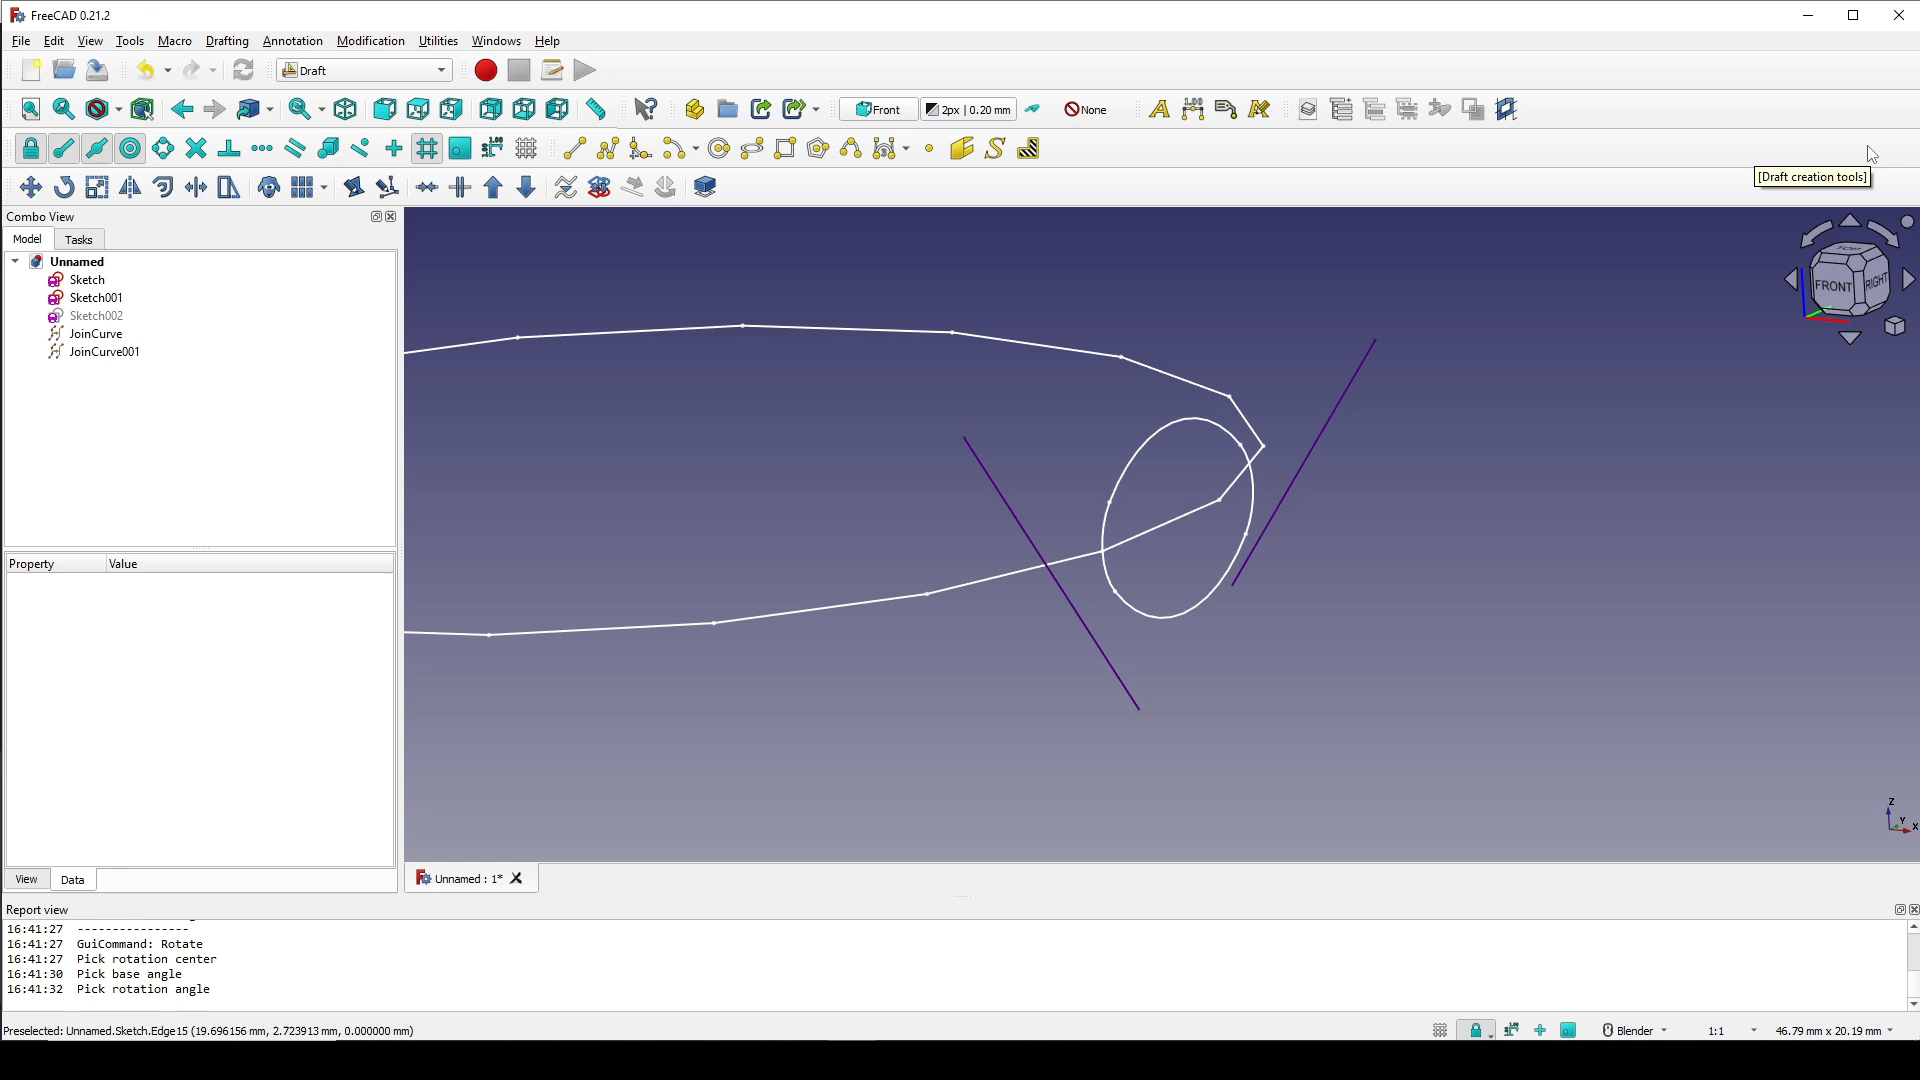 FreeCAD 0.21.2
File Edit View Tools Macro Drafting Annotation Modification Utilities Windows Help
Draft
Front 2px | 0.20 mm None
[Draft creation tools]
Combo View
Model Tasks
Unnamed
Sketch
Sketch001
Sketch002
JoinCurve
JoinCurve001
TOP
FRONT RIGHT
Property Value
Z
Y
X
View Data
Unnamed : 1*
Report view
16:41:27 ----------------
16:41:27 GuiCommand: Rotate
16:41:27 Pick rotation center
16:41:30 Pick base angle
16:41:32 Pick rotation angle
Preselected: Unnamed.Sketch.Edge15 (19.696156 mm, 2.723913 mm, 0.000000 mm) Blender 1:1 46.79 mm x 20.19 mm